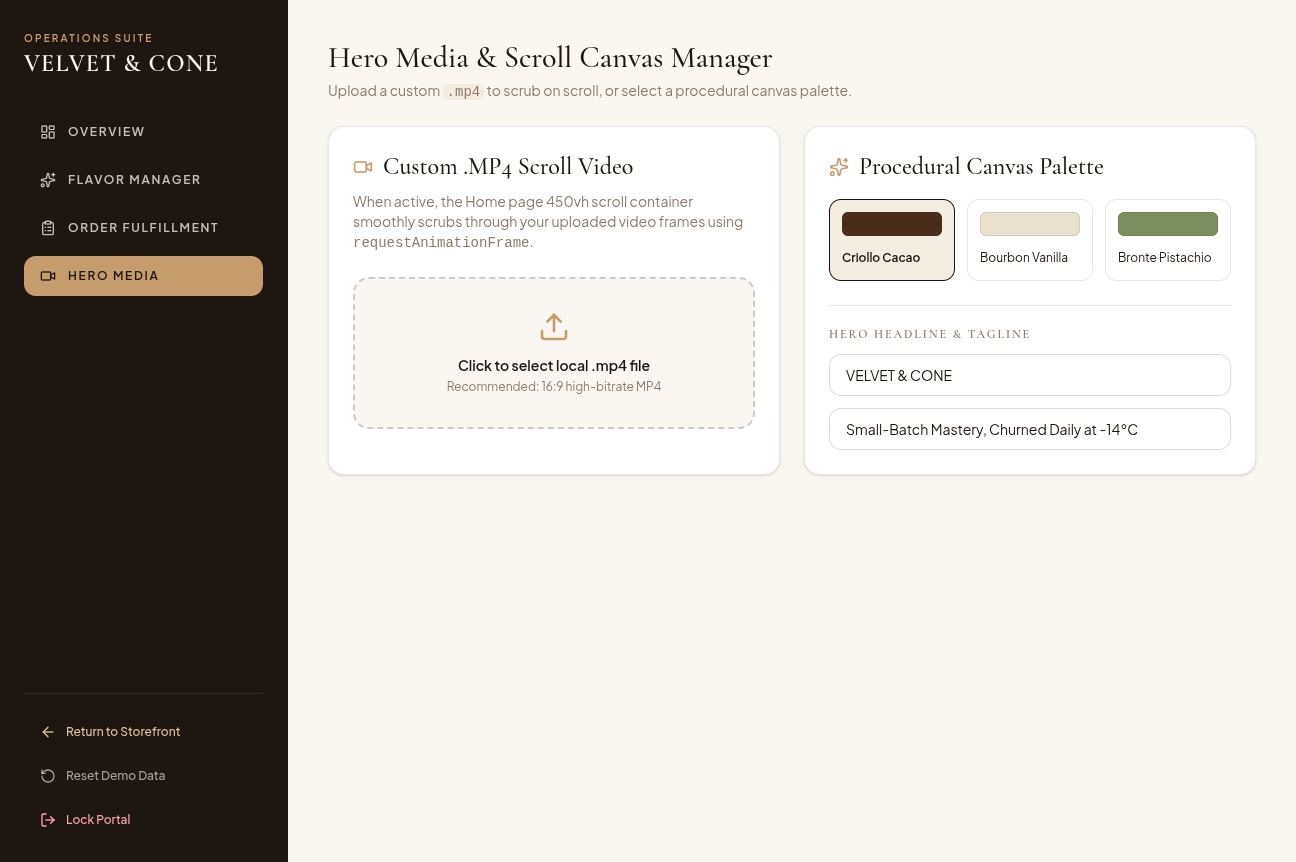 OPERATIONS SUITE
VELVET & CONE
OVERVIEW
FLAVOR MANAGER
ORDER FULFILLMENT
HERO MEDIA
Return to Storefront
Reset Demo Data
Lock Portal
Hero Media & Scroll Canvas Manager
Upload a custom .mp4 to scrub on scroll, or select a procedural canvas palette.
Custom .MP4 Scroll Video
When active, the Home page 450vh scroll container
smoothly scrubs through your uploaded video frames using
requestAnimationFrame.
Click to select local .mp4 file
Recommended: 16:9 high-bitrate MP4
Procedural Canvas Palette
Criollo Cacao
Bourbon Vanilla
Bronte Pistachio
HERO HEADLINE & TAGLINE
VELVET & CONE
Small-Batch Mastery, Churned Daily at -14°C